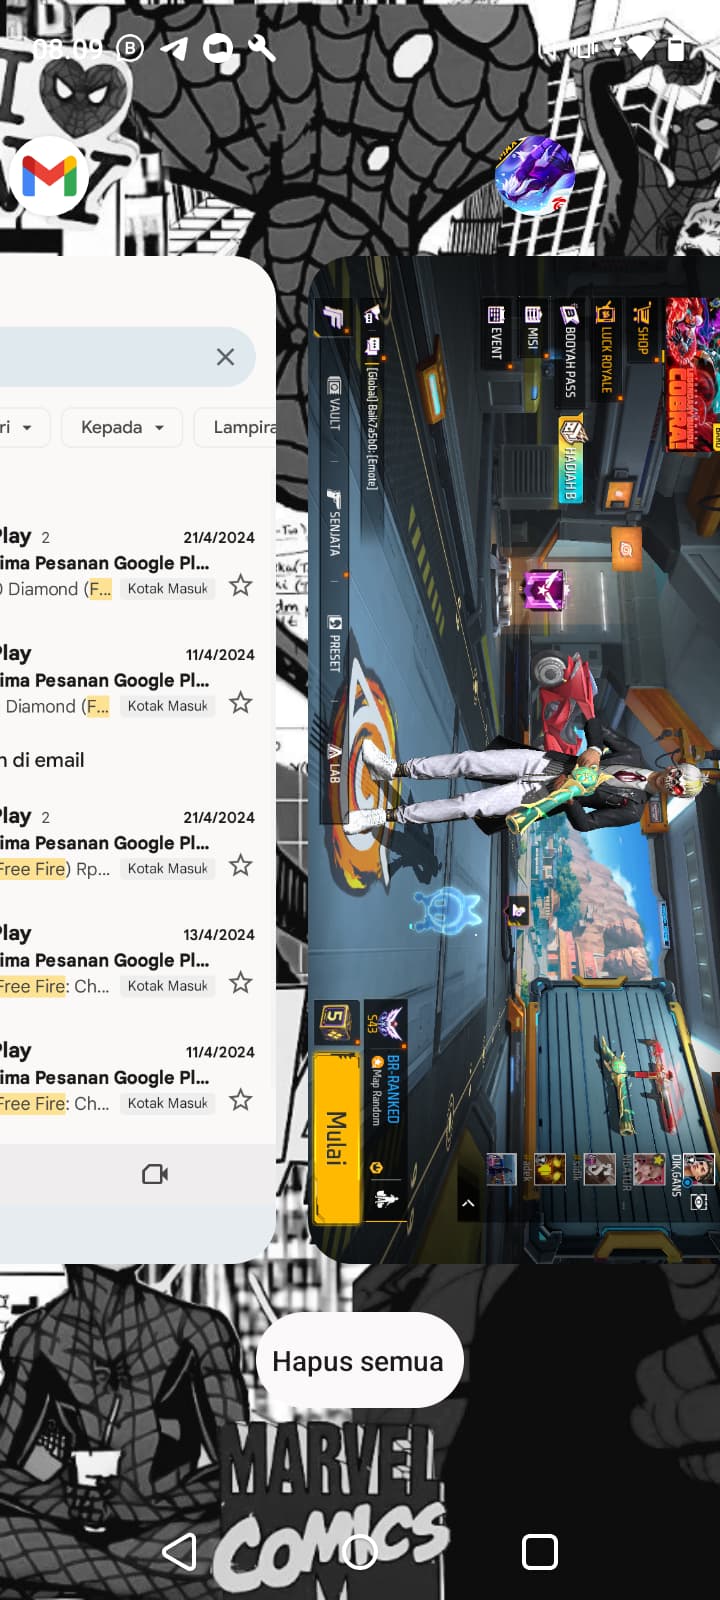 08.09
ri
Kepada
Lampira
Play 2
21/4/2024
ima Pesanan Google Pl...
0 Diamond (F...
Kotak Masuk
Play
11/4/2024
ima Pesanan Google Pl...
Diamond (F...
Kotak Masuk
n di email
Play 2
21/4/2024
ima Pesanan Google Pl...
Free Fire) Rp...
Kotak Masuk
Play
13/4/2024
ima Pesanan Google Pl...
Free Fire: Ch...
Kotak Masuk
Play
11/4/2024
ima Pesanan Google Pl...
Free Fire: Ch...
Kotak Masuk
COBRA!
SHOP
LUCK ROYALE
BOOYAH PASS
MISI
EVENT
HADIAH B
[Global] Baik7a5b0: [Emote]
VAULT
SENJATA
PRESET
LAB
DIK.GANS
S43
BR-RANKED
Map Random
5
Mulai
Hapus semua
MARVEL
COMICS